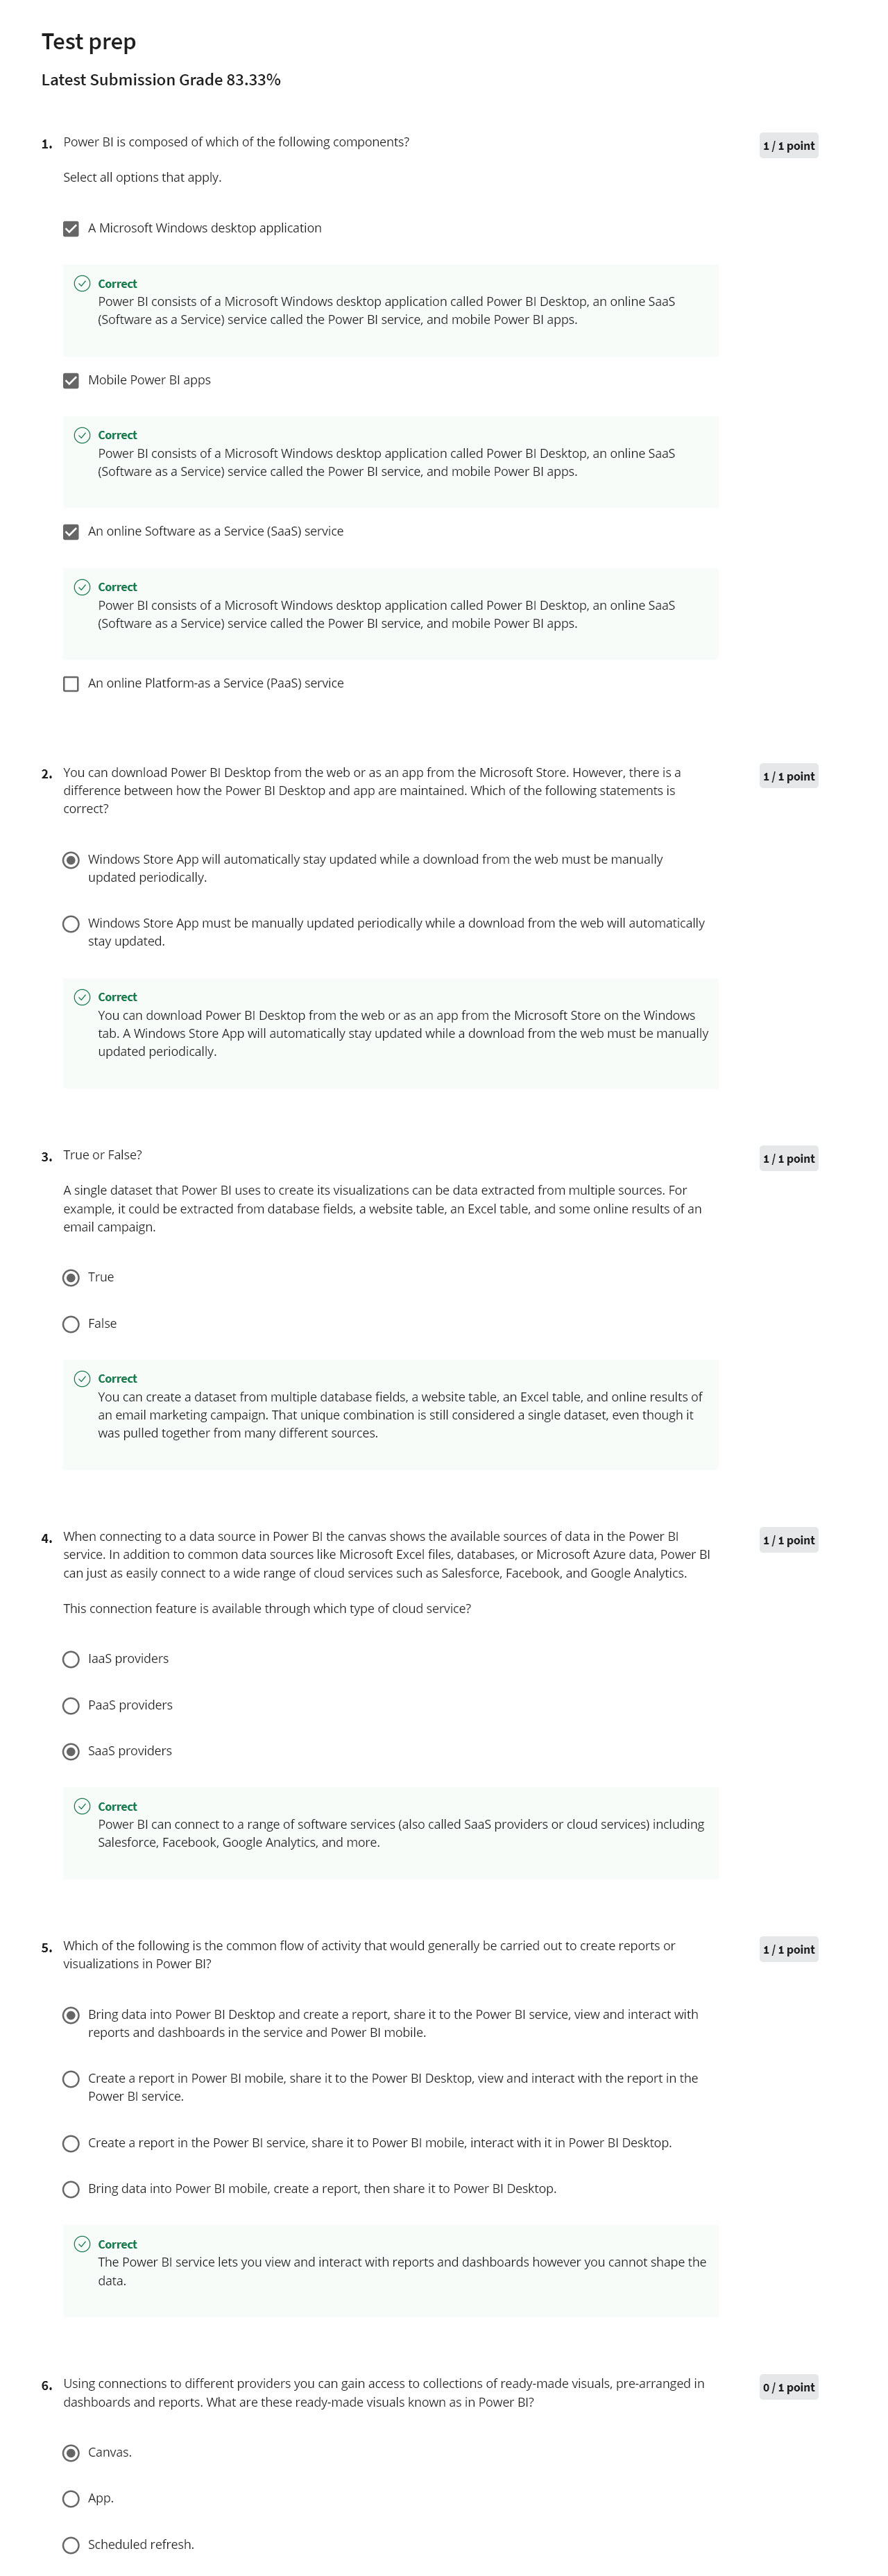 Test prep
Latest Submission Grade 83.33%
1. Power BI is composed of which of the following components?
1 / 1 point
Select all options that apply.
A Microsoft Windows desktop application
Correct
Power BI consists of a Microsoft Windows desktop application called Power BI Desktop, an online SaaS
(Software as a Service) service called the Power BI service, and mobile Power BI apps.
Mobile Power BI apps
Correct
Power BI consists of a Microsoft Windows desktop application called Power BI Desktop, an online SaaS
(Software as a Service) service called the Power BI service, and mobile Power BI apps.
An online Software as a Service (SaaS) service
Correct
Power BI consists of a Microsoft Windows desktop application called Power BI Desktop, an online SaaS
(Software as a Service) service called the Power BI service, and mobile Power BI apps.
An online Platform-as a Service (PaaS) service
2. You can download Power BI Desktop from the web or as an app from the Microsoft Store. However, there is a
1 / 1 point
difference between how the Power BI Desktop and app are maintained. Which of the following statements is
correct?
Windows Store App will automatically stay updated while a download from the web must be manually
updated periodically.
Windows Store App must be manually updated periodically while a download from the web will automatically
stay updated.
Correct
You can download Power BI Desktop from the web or as an app from the Microsoft Store on the Windows
tab. A Windows Store App will automatically stay updated while a download from the web must be manually
updated periodically.
3. True or False?
1 / 1 point
A single dataset that Power BI uses to create its visualizations can be data extracted from multiple sources. For
example, it could be extracted from database fields, a website table, an Excel table, and some online results of an
email campaign.
True
False
Correct
You can create a dataset from multiple database fields, a website table, an Excel table, and online results of
an email marketing campaign. That unique combination is still considered a single dataset, even though it
was pulled together from many different sources.
4. When connecting to a data source in Power BI the canvas shows the available sources of data in the Power BI
1 / 1 point
service. In addition to common data sources like Microsoft Excel files, databases, or Microsoft Azure data, Power BI
can just as easily connect to a wide range of cloud services such as Salesforce, Facebook, and Google Analytics.
This connection feature is available through which type of cloud service?
IaaS providers
PaaS providers
SaaS providers
Correct
Power BI can connect to a range of software services (also called SaaS providers or cloud services) including
Salesforce, Facebook, Google Analytics, and more.
5. Which of the following is the common flow of activity that would generally be carried out to create reports or
1 / 1 point
visualizations in Power BI?
Bring data into Power BI Desktop and create a report, share it to the Power BI service, view and interact with
reports and dashboards in the service and Power BI mobile.
Create a report in Power BI mobile, share it to the Power BI Desktop, view and interact with the report in the
Power BI service.
Create a report in the Power BI service, share it to Power BI mobile, interact with it in Power BI Desktop.
Bring data into Power BI mobile, create a report, then share it to Power BI Desktop.
Correct
The Power BI service lets you view and interact with reports and dashboards however you cannot shape the
data.
6. Using connections to different providers you can gain access to collections of ready-made visuals, pre-arranged in
0 / 1 point
dashboards and reports. What are these ready-made visuals known as in Power BI?
Canvas.
App.
Scheduled refresh.